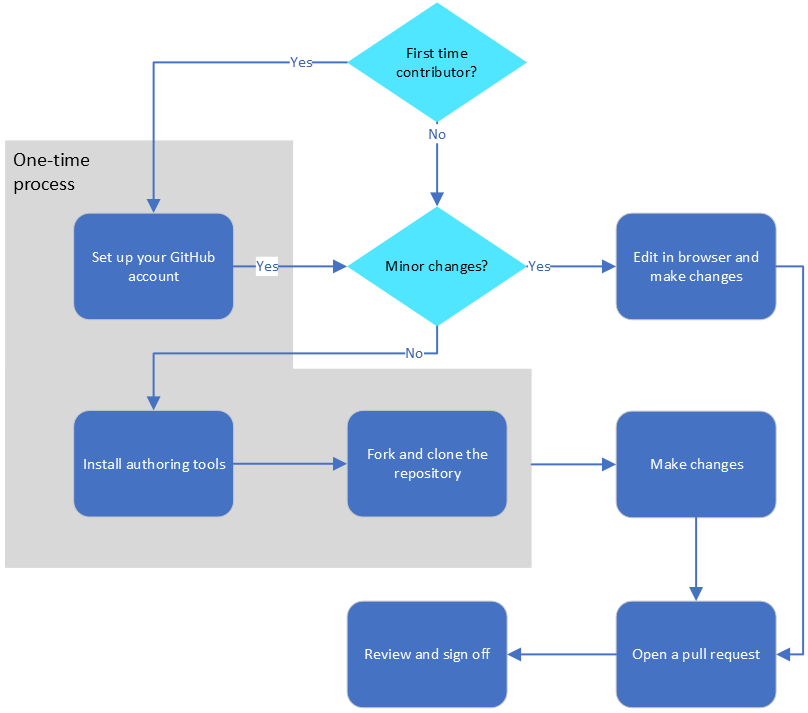 First time
contributor?
Yes
No
One-time
process
Set up your GitHub
account
Yes
Minor changes?
Yes
Edit in browser and
make changes
No
Install authoring tools
Fork and clone the
repository
Make changes
Review and sign off
Open a pull request